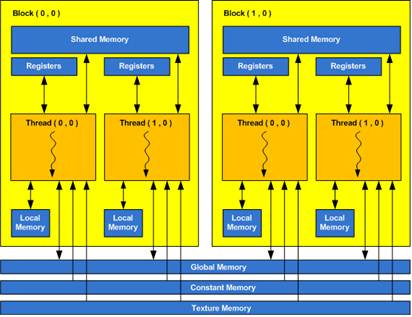 Block ( 0 , 0 )
Shared Memory
Registers
Registers
Thread ( 0 , 0 )
Thread ( 1 , 0 )
Local
Memory
Local
Memory
Block ( 1 , 0 )
Shared Memory
Registers
Registers
Thread ( 0 , 0 )
Thread ( 1 , 0 )
Local
Memory
Local
Memory
Global Memory
Constant Memory
Texture Memory